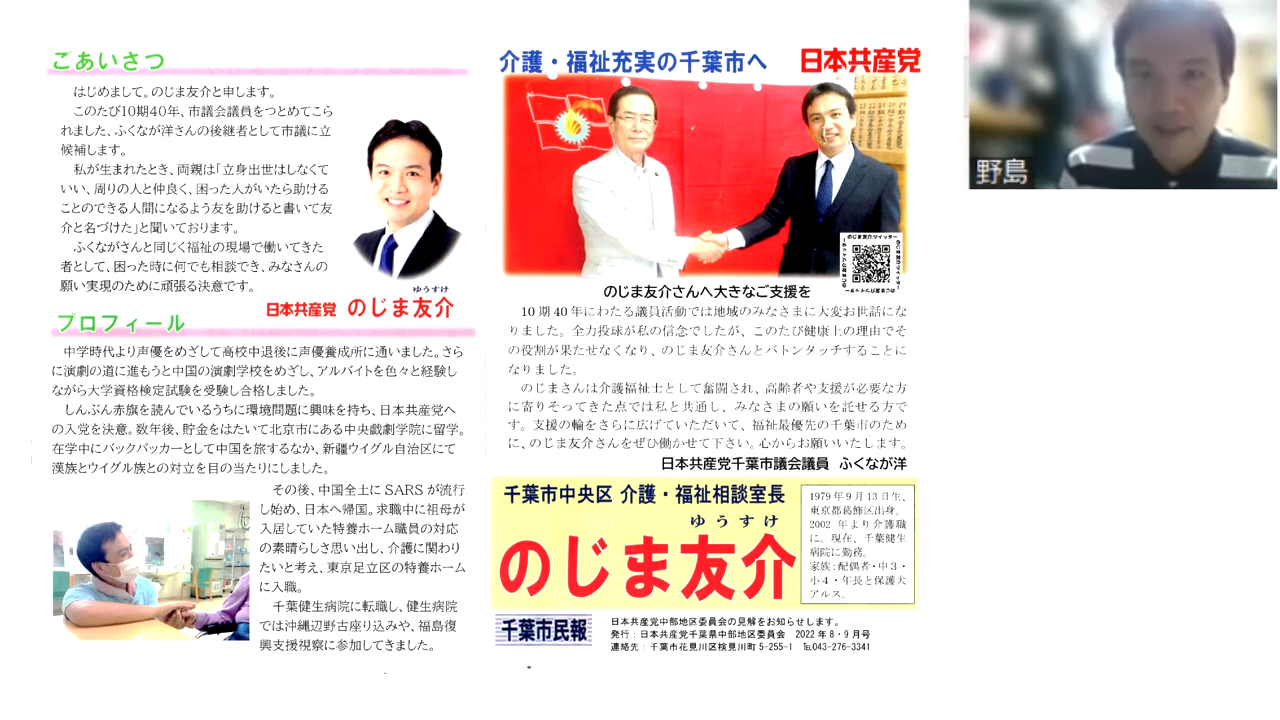 ごあいさつ
はじめまして。のじま友介と申します。
このたび10期40年、市議会議員をつとめてこら
れました、ふくなが洋さんの後継者として市議に立
候補します。
私が生まれたとき、両親は「立身出世はしなくて
いい、周りの人と仲良く、困った人がいたら助ける
ことのできる人間になるよう友を助けると書いて友
介と名づけた」と聞いております。
ふくながさんと同じく福祉の現場で働いてきた
者として、困った時に何でも相談でき、みなさんの
願い実現のために頑張る決意です。
ゆうすけ
日本共産党 のじま友介
プロフィール
中学時代より声優をめざして高校中退後に声優養成所に通いました。さら
に演劇の道に進もうと中国の演劇学校をめざし、アルバイトを色々と経験し
ながら大学資格検定試験を受験し合格しました。
しんぶん赤旗を読んでいるうちに環境問題に興味を持ち、日本共産党へ
の入党を決意。数年後、貯金をはたいて北京市にある中央戯劇学院に留学。
在学中にバックパッカーとして中国を旅するなか、新疆ウイグル自治区にて
漢族とウイグル族との対立を目の当たりにしました。
その後、中国全土にSARSが流行
し始め、日本へ帰国。求職中に祖母が
入居していた特養ホーム職員の対応
の素晴らしさ思い出し、介護に関わり
たいと考え、東京足立区の特養ホーム
に入職。
千葉健生病院に転職し、健生病院
では沖縄辺野古座り込みや、福島復
興支援視察に参加してきました。
介護・福祉充実の千葉市へ 日本共産党
のじま友介ツイッター
のじま友介さんへ大きなご支援を
10期40年にわたる議員活動では地域のみなさまに大変お世話にな
りました。全力投球が私の信念でしたが、このたび健康上の理由でそ
の役割が果たせなくなり、のじま友介さんとバトンタッチすることに
なりました。
のじまさんは介護福祉士として奮闘され、高齢者や支援が必要な方
に寄りそってきた点では私と共通し、みなさまの願いを託せる方で
す。支援の輪をさらに広げていただいて、福祉最優先の千葉市のため
に、のじま友介さんをぜひ働かせて下さい。心からお願いいたします。
日本共産党千葉市議会議員 ふくなが洋
千葉市中央区 介護・福祉相談室長
ゆうすけ
のじま友介
1979年9月13日生、
東京都葛飾区出身。
2002年より介護職
に。現在、千葉健生
病院に勤務。
家族：配偶者・中3・
小4・年長と保護犬
アルス。
千葉市民報
日本共産党中部地区委員会の見解をお知らせします。
発行：日本共産党千葉県中部地区委員会 2022年8・9月号
連絡先：千葉市花見川区検見川町5-255-1 ℡043-276-3341
野島